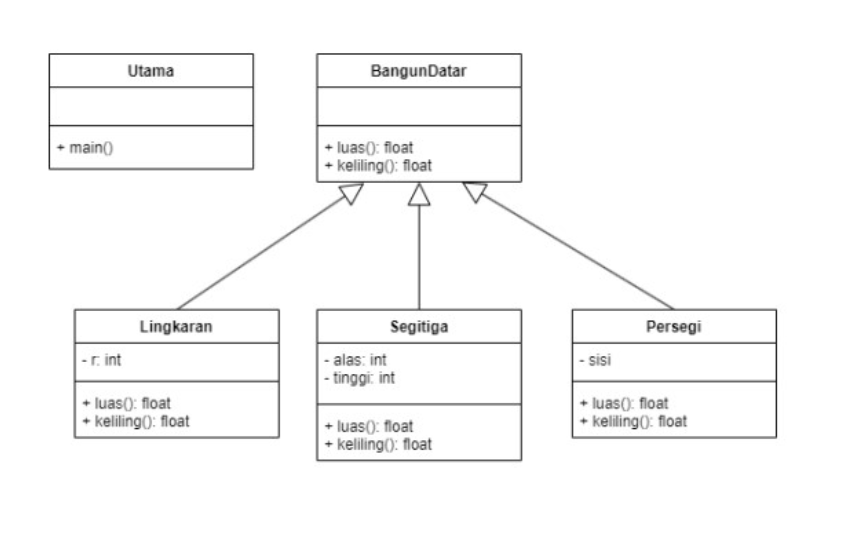 Utama
+ main()
BangunDatar
+ luas(): float
+ keliling(): float
Lingkaran
- r: int
+ luas(): float
+ keliling(): float
Segitiga
- alas: int
- tinggi: int
+ luas(): float
+ keliling(): float
Persegi
- sisi
+ luas(): float
+ keliling(): float